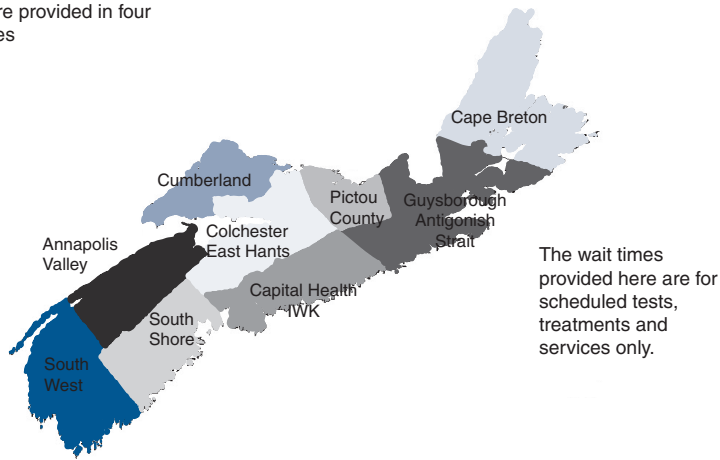 re provided in four
es
Cape Breton
Cumberland
Pictou
County
Guysborough
Antigonish
Strait
Colchester
East Hants
Annapolis
Valley
The wait times
provided here are for
scheduled tests,
treatments and
services only.
Capital Health
IWK
South
Shore
South
West